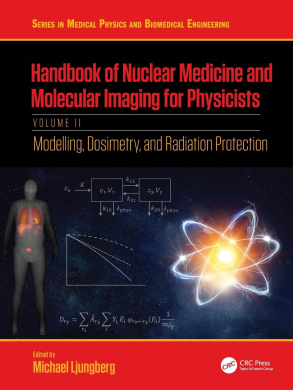 SERIES IN MEDICAL PHYSICS AND BIOMEDICAL ENGINEERING
Handbook of Nuclear Medicine and
Molecular Imaging for Physicists
VOLUME II
Modelling, Dosimetry, and Radiation Protection
Edited by
Michael Ljungberg
CRC Press
Taylor & Francis Group